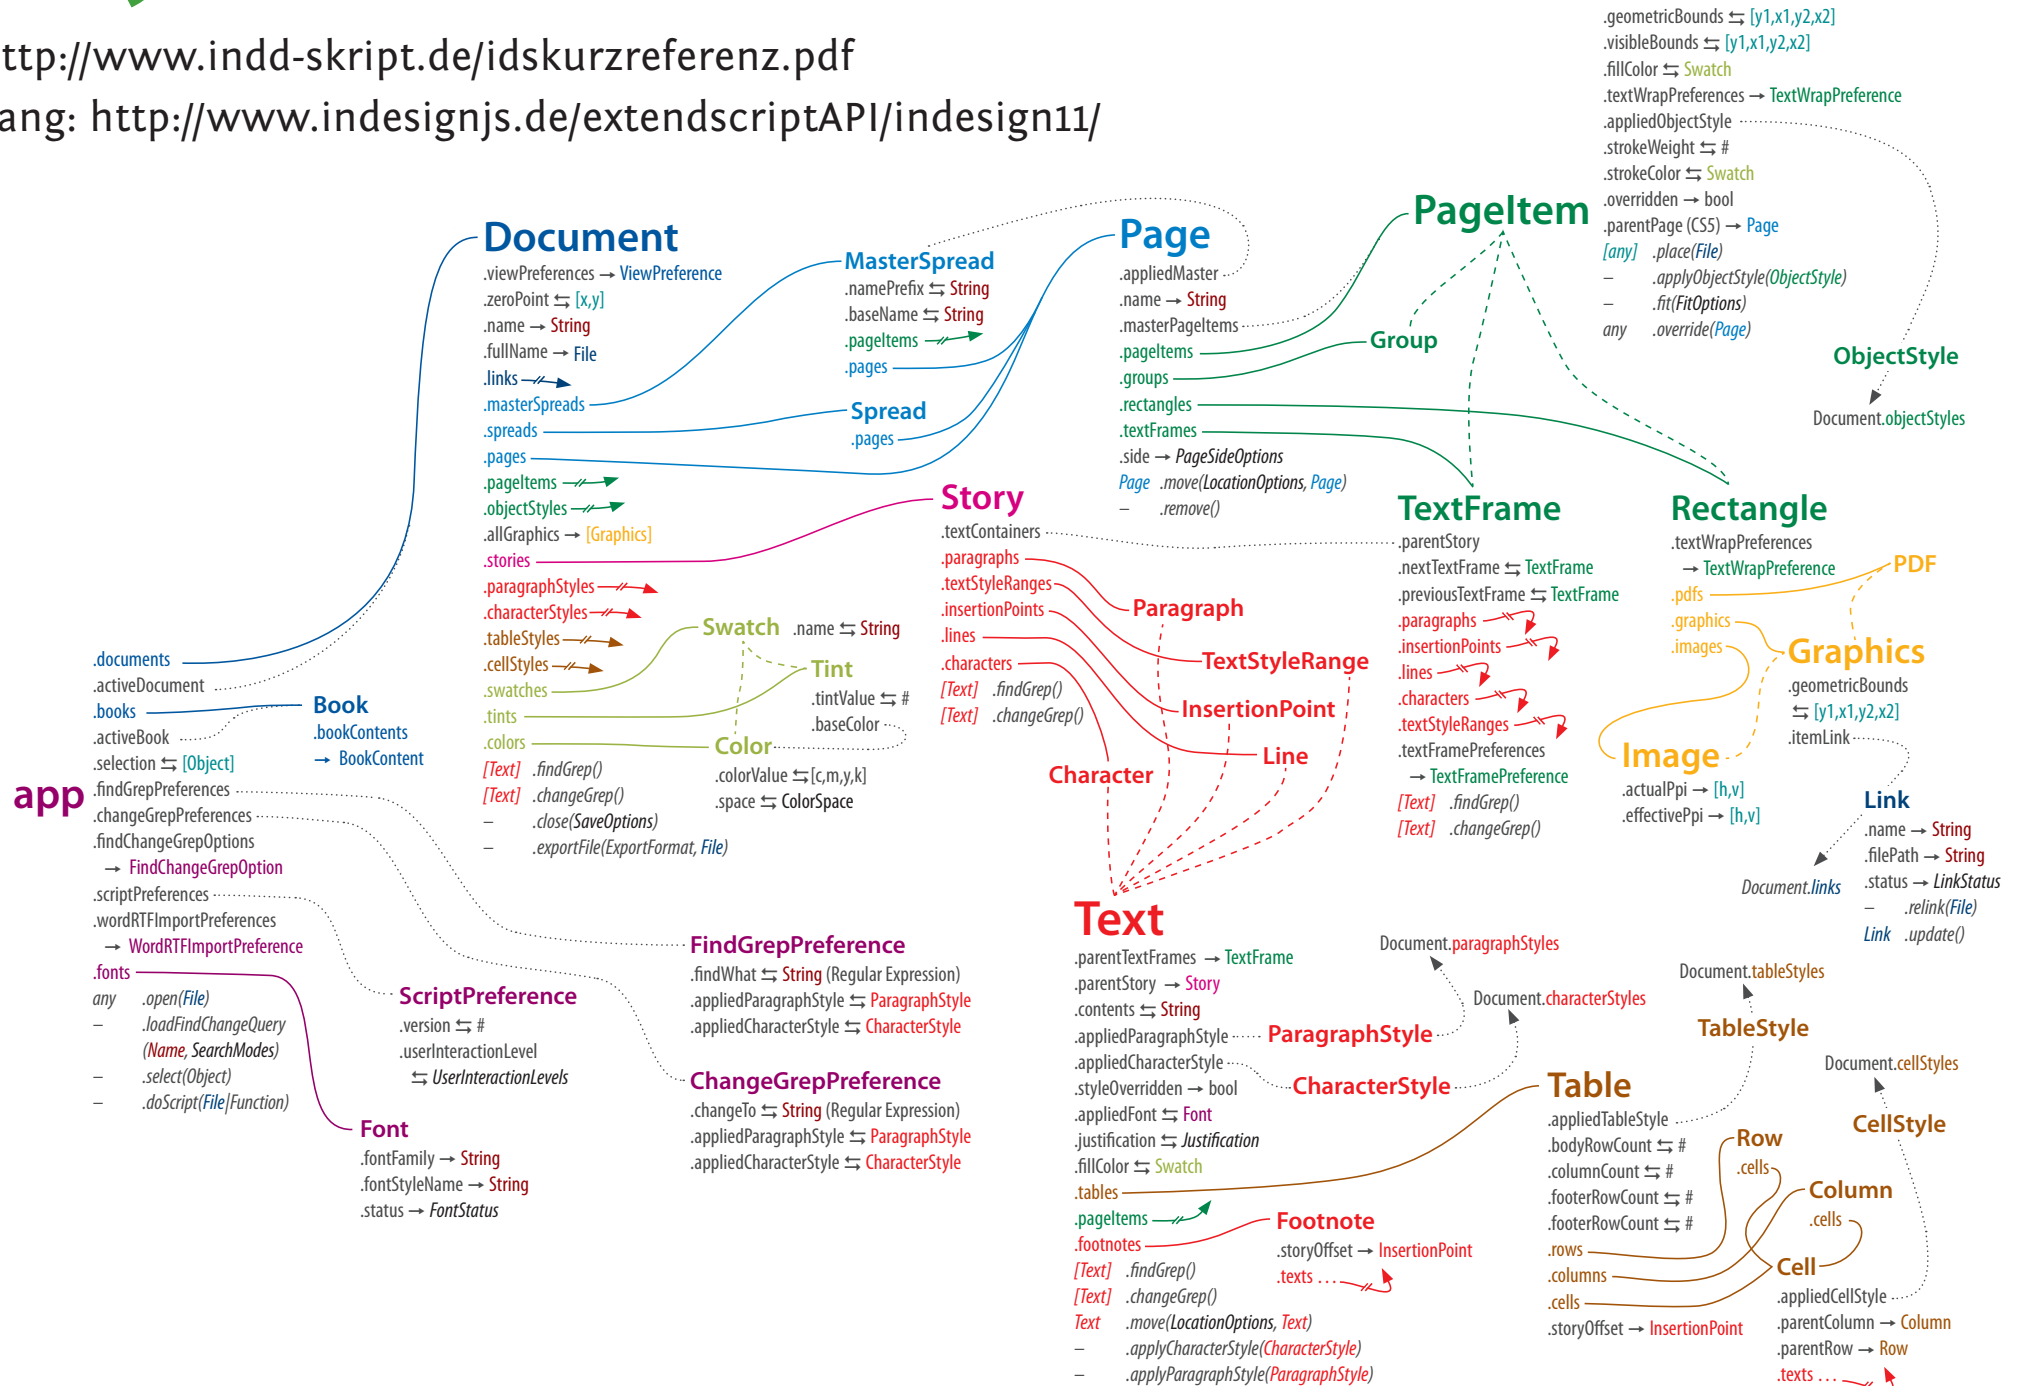 ttp://www.indd-skript.de/idskurzreferenz.pdf
ang: http://www.indesignjs.de/extendscriptAPI/indesign11/
app
.documents
.activeDocument
.books
.activeBook
.selection ⇆ [Object]
.findGrepPreferences
.changeGrepPreferences
.findChangeGrepOptions
→ FindChangeGrepOption
.scriptPreferences
.wordRTFImportPreferences
→ WordRTFImportPreference
.fonts
any .open(File)
– .loadFindChangeQuery
(Name, SearchModes)
– .select(Object)
– .doScript(File|Function)
Book
.bookContents
→ BookContent
ScriptPreference
.version ⇆ #
.userInteractionLevel
⇆ UserInteractionLevels
Font
.fontFamily → String
.fontStyleName → String
.status → FontStatus
Document
.viewPreferences → ViewPreference
.zeroPoint ⇆ [x,y]
.name → String
.fullName → File
.links
.masterSpreads
.spreads
.pages
.pageItems
.objectStyles
.allGraphics → [Graphics]
.stories
.paragraphStyles
.characterStyles
.tableStyles
.cellStyles
.swatches
.tints
.colors
[Text] .findGrep()
[Text] .changeGrep()
– .close(SaveOptions)
– .exportFile(ExportFormat, File)
MasterSpread
.namePrefix ⇆ String
.baseName ⇆ String
.pageItems
.pages
Spread
.pages
Swatch .name ⇆ String
Tint
.tintValue ⇆ #
.baseColor
Color
.colorValue ⇆[c,m,y,k]
.space ⇆ ColorSpace
FindGrepPreference
.findWhat ⇆ String (Regular Expression)
.appliedParagraphStyle ⇆ ParagraphStyle
.appliedCharacterStyle ⇆ CharacterStyle
ChangeGrepPreference
.changeTo ⇆ String (Regular Expression)
.appliedParagraphStyle ⇆ ParagraphStyle
.appliedCharacterStyle ⇆ CharacterStyle
Page
.appliedMaster
.name → String
.masterPageItems
.pageItems
.groups
.rectangles
.textFrames
.side → PageSideOptions
Page .move(LocationOptions, Page)
– .remove()
Story
.textContainers
.paragraphs
.textStyleRanges
.insertionPoints
.lines
.characters
[Text] .findGrep()
[Text] .changeGrep()
Paragraph
TextStyleRange
InsertionPoint
Line
Character
Text
.parentTextFrames → TextFrame
.parentStory → Story
.contents ⇆ String
.appliedParagraphStyle
.appliedCharacterStyle
.styleOverridden → bool
.appliedFont ⇆ Font
.justification ⇆ Justification
.fillColor ⇆ Swatch
.tables
.pageItems
.footnotes
[Text] .findGrep()
[Text] .changeGrep()
Text .move(LocationOptions, Text)
– .applyCharacterStyle(CharacterStyle)
– .applyParagraphStyle(ParagraphStyle)
ParagraphStyle
Document.paragraphStyles
CharacterStyle
Document.characterStyles
Footnote
.storyOffset → InsertionPoint
.texts ...
PageItem
.geometricBounds ⇆ [y1,x1,y2,x2]
.visibleBounds ⇆ [y1,x1,y2,x2]
.fillColor ⇆ Swatch
.textWrapPreferences → TextWrapPreference
.appliedObjectStyle
.strokeWeight ⇆ #
.strokeColor ⇆ Swatch
.overridden → bool
.parentPage (CS5) → Page
[any] .place(File)
– .applyObjectStyle(ObjectStyle)
– .fit(FitOptions)
any .override(Page)
ObjectStyle
Document.objectStyles
Group
TextFrame
.parentStory
.nextTextFrame ⇆ TextFrame
.previousTextFrame ⇆ TextFrame
.paragraphs
.insertionPoints
.lines
.characters
.textStyleRanges
.textFramePreferences
→ TextFramePreference
[Text] .findGrep()
[Text] .changeGrep()
Rectangle
.textWrapPreferences
→ TextWrapPreference
.pdfs
.graphics
.images
PDF
Graphics
.geometricBounds
⇆ [y1,x1,y2,x2]
.itemLink
Image
.actualPpi → [h,v]
.effectivePpi → [h,v]
Link
.name → String
.filePath → String
.status → LinkStatus
– .relink(File)
Link .update()
Document.links
Table
.appliedTableStyle
.bodyRowCount ⇆ #
.columnCount ⇆ #
.footerRowCount ⇆ #
.footerRowCount ⇆ #
.rows
.columns
.cells
.storyOffset → InsertionPoint
Document.tableStyles
TableStyle
Document.cellStyles
CellStyle
Row
.cells
Column
.cells
Cell
.appliedCellStyle
.parentColumn → Column
.parentRow → Row
.texts ...